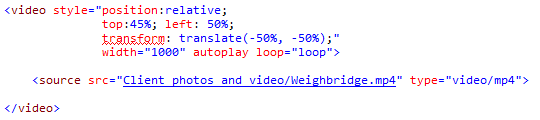 <video style="position:relative;
top:45%; left: 50%;
transform: translate(-50%, -50%);"
width="1000" autoplay loop="loop">
<source src="Client photos and video/Weighbridge.mp4" type="video/mp4">
</video>